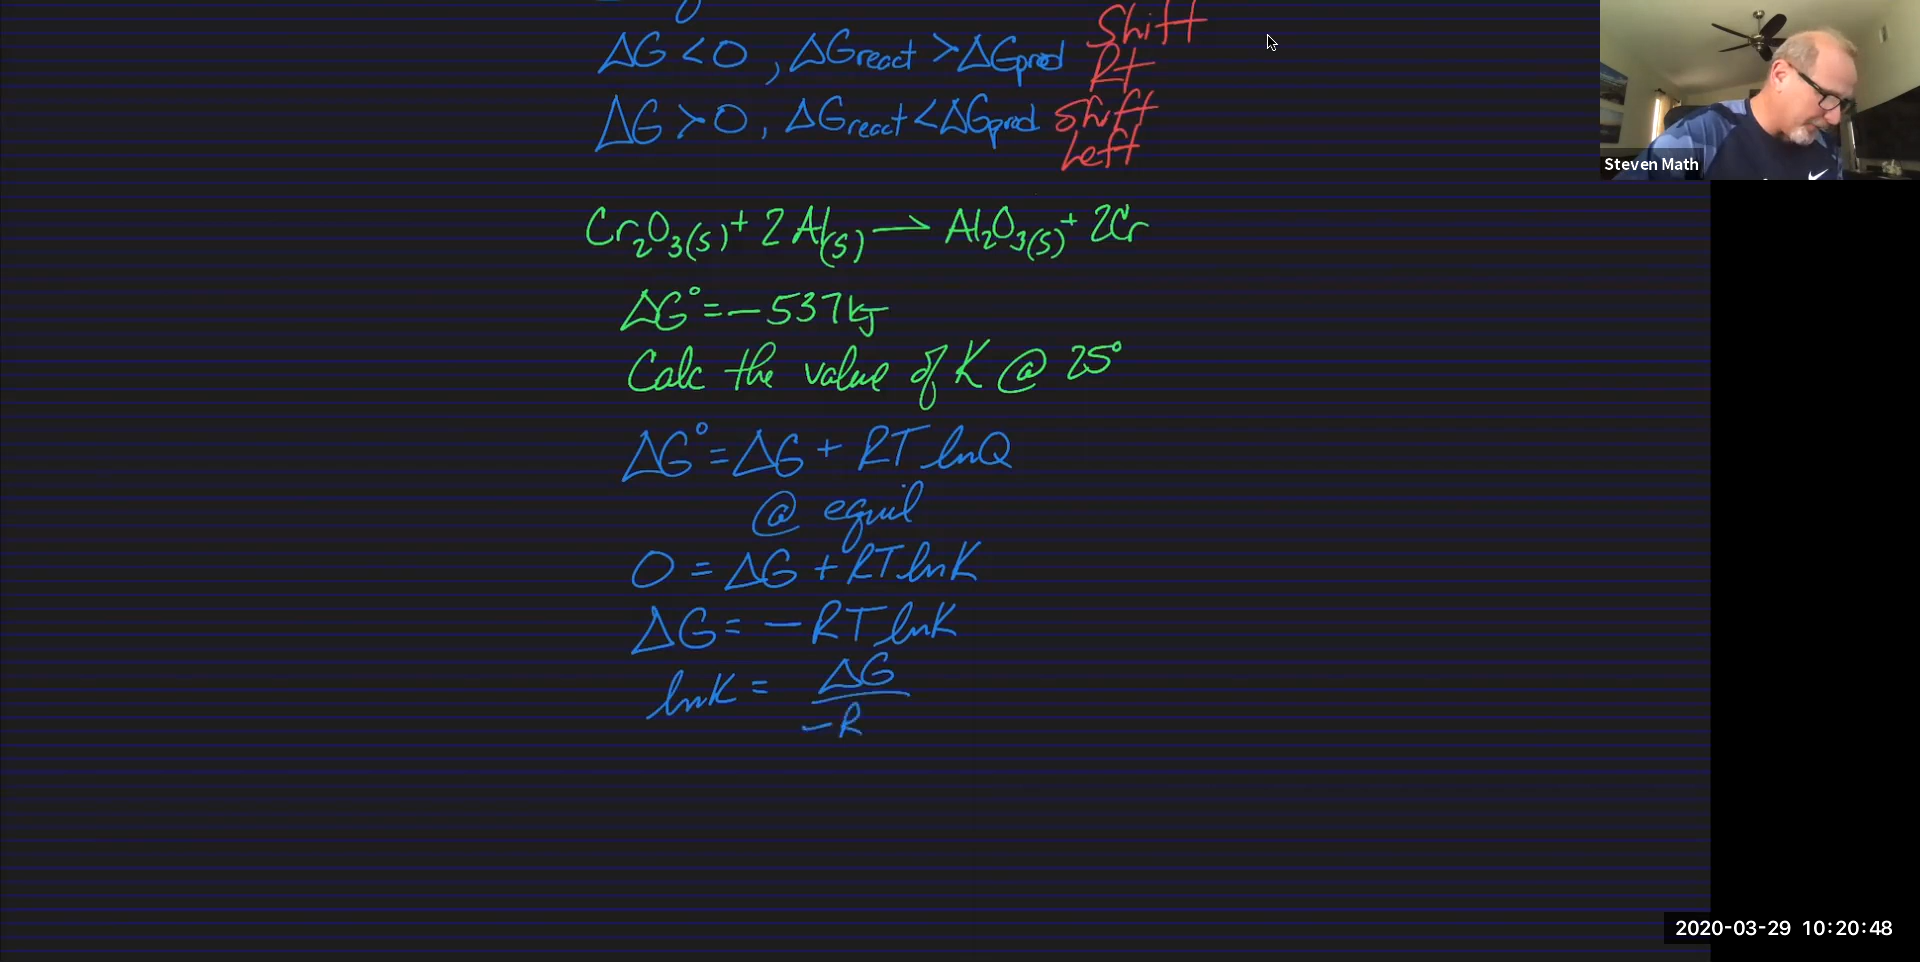 ΔG < 0 , ΔGreact > ΔGprod Shift Rt
ΔG > 0 , ΔGreact < ΔGprod Shift Left
Cr₂O₃(s) + 2 Al(s) → Al₂O₃(s) + 2Cr
ΔG° = – 537 kJ
Calc the value of K @ 25°
ΔG° = ΔG + RT lnQ
@ equil
0 = ΔG + RT lnK
ΔG = – RT lnK
lnK = ΔG
–R
Steven Math
2020-03-29 10:20:48